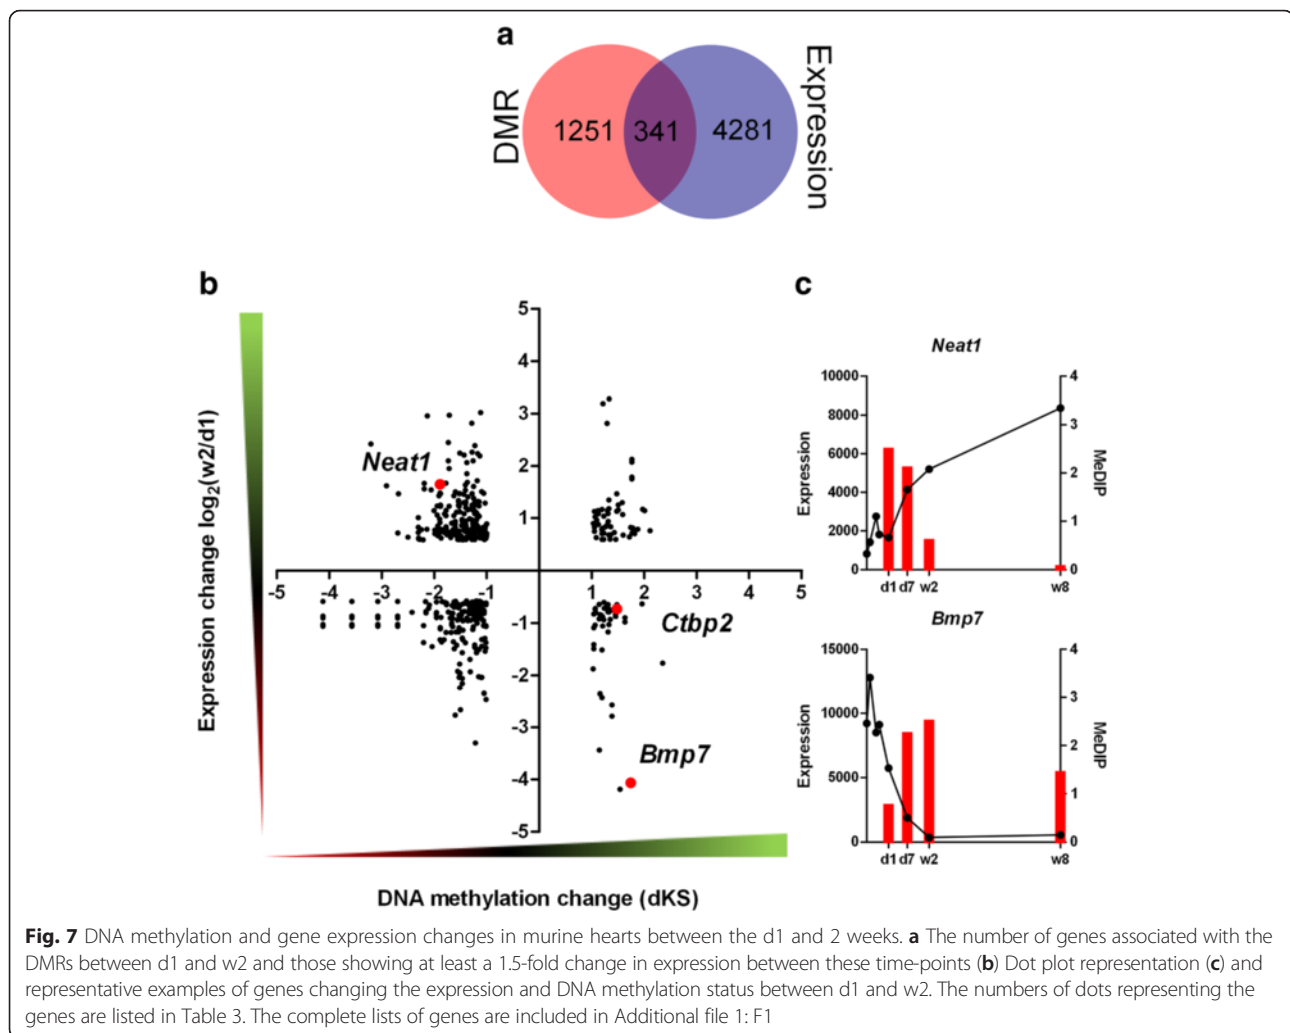 a
DMR
1251
341
4281
Expression
b
Expression change log2(w2/d1)
5
4
3
2
1
-1
-2
-3
-4
-5
-5
-4
-3
-2
-1
1
2
3
4
5
Neat1
Ctbp2
Bmp7
DNA methylation change (dKS)
c
Neat1
Expression
10000
8000
6000
4000
2000
0
4
3
2
1
0
MeDIP
d1 d7 w2 w8
Bmp7
Expression
15000
10000
5000
0
4
3
2
1
0
MeDIP
d1 d7 w2 w8
Fig. 7 DNA methylation and gene expression changes in murine hearts between the d1 and 2 weeks. a The number of genes associated with the
DMRs between d1 and w2 and those showing at least a 1.5-fold change in expression between these time-points (b) Dot plot representation (c) and
representative examples of genes changing the expression and DNA methylation status between d1 and w2. The numbers of dots representing the
genes are listed in Table 3. The complete lists of genes are included in Additional file 1: F1